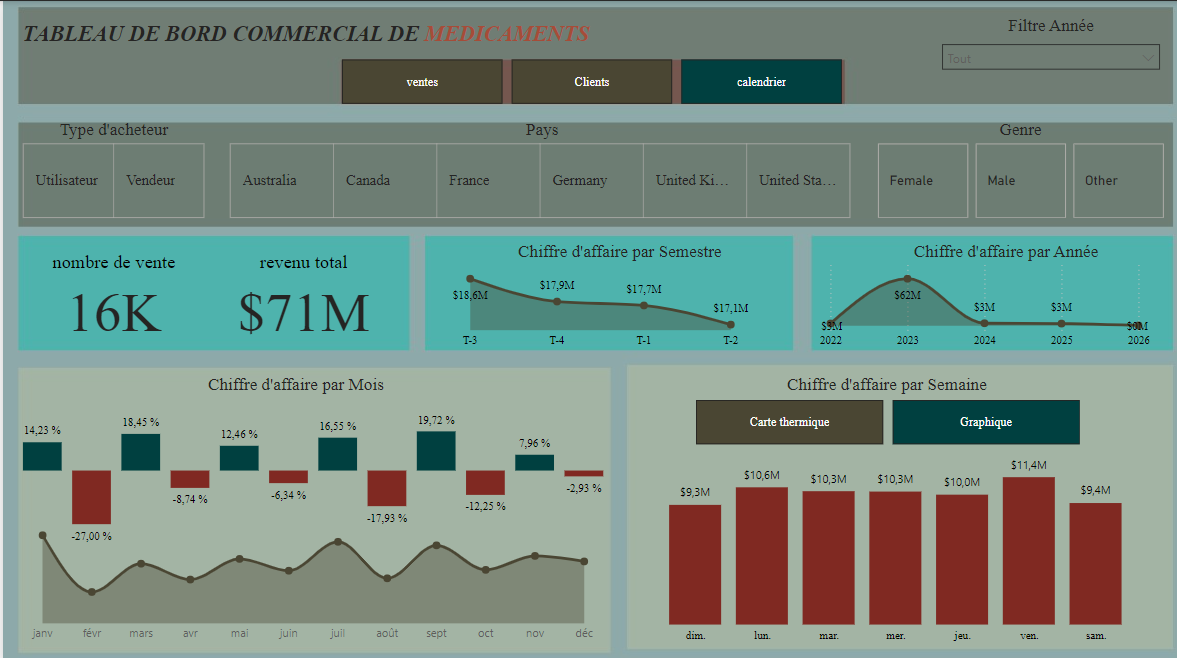 TABLEAU DE BORD COMMERCIAL DE MEDICAMENTS
Filtre Année
Tout
ventes
Clients
calendrier
Type d'acheteur
Pays
Genre
Utilisateur
Vendeur
Australia
Canada
France
Germany
United Ki...
United Sta...
Female
Male
Other
nombre de vente
revenu total
16K
$71M
Chiffre d'affaire par Semestre
$18,6M
$17,9M
$17,7M
$17,1M
T-3
T-4
T-1
T-2
Chiffre d'affaire par Année
$3M
$62M
$3M
$3M
$0M
2022
2023
2024
2025
2026
Chiffre d'affaire par Mois
14,23 %
18,45 %
12,46 %
16,55 %
19,72 %
7,96 %
-27,00 %
-8,74 %
-6,34 %
-17,93 %
-12,25 %
-2,93 %
janv
févr
mars
avr
mai
juin
juil
août
sept
oct
nov
déc
Chiffre d'affaire par Semaine
Carte thermique
Graphique
$9,3M
$10,6M
$10,3M
$10,3M
$10,0M
$11,4M
$9,4M
dim.
lun.
mar.
mer.
jeu.
ven.
sam.